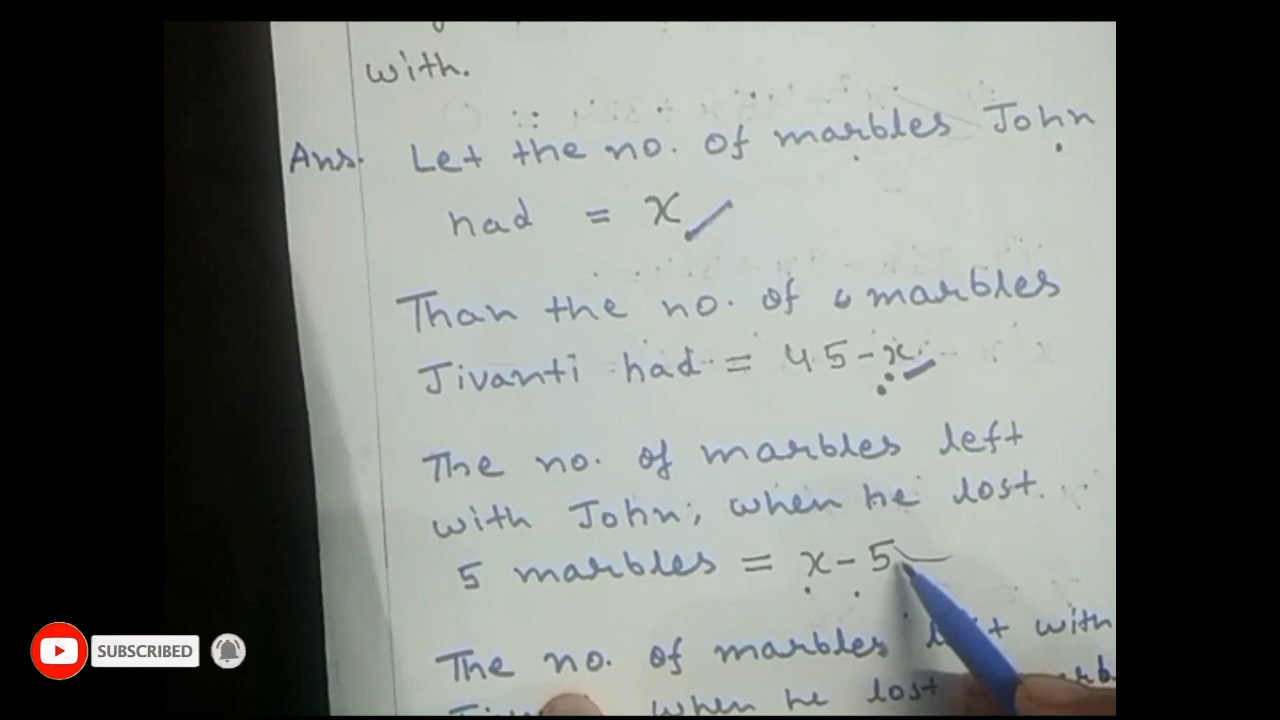 with.
Ans. Let the no. of marbles John
had = x
Than the no. of marbles
Jivanti had = 45-x
The no. of marbles left
with John, when he lost
5 marbles = x-5
The no. of marbles left with
when he lost
SUBSCRIBED